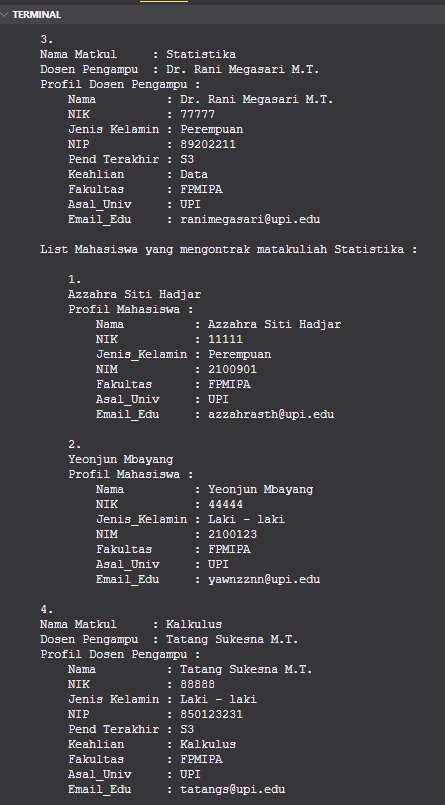 TERMINAL
3.
Nama Matkul : Statistika
Dosen Pengampu : Dr. Rani Megasari M.T.
Profil Dosen Pengampu :
Nama : Dr. Rani Megasari M.T.
NIK : 77777
Jenis Kelamin : Perempuan
NIP : 89202211
Pend Terakhir : S3
Keahlian : Data
Fakultas : FPMIPA
Asal_Univ : UPI
Email_Edu : ranimegasari@upi.edu
List Mahasiswa yang mengontrak matakuliah Statistika :
1.
Azzahra Siti Hadjar
Profil Mahasiswa :
Nama : Azzahra Siti Hadjar
NIK : 11111
Jenis_Kelamin : Perempuan
NIM : 2100901
Fakultas : FPMIPA
Asal_Univ : UPI
Email_Edu : azzahrasth@upi.edu
2.
Yeonjun Mbayang
Profil Mahasiswa :
Nama : Yeonjun Mbayang
NIK : 44444
Jenis_Kelamin : Laki - laki
NIM : 2100123
Fakultas : FPMIPA
Asal_Univ : UPI
Email_Edu : yawnzznn@upi.edu
4.
Nama Matkul : Kalkulus
Dosen Pengampu : Tatang Sukesna M.T.
Profil Dosen Pengampu :
Nama : Tatang Sukesna M.T.
NIK : 88888
Jenis Kelamin : Laki - laki
NIP : 850123231
Pend Terakhir : S3
Keahlian : Kalkulus
Fakultas : FPMIPA
Asal_Univ : UPI
Email_Edu : tatangs@upi.edu